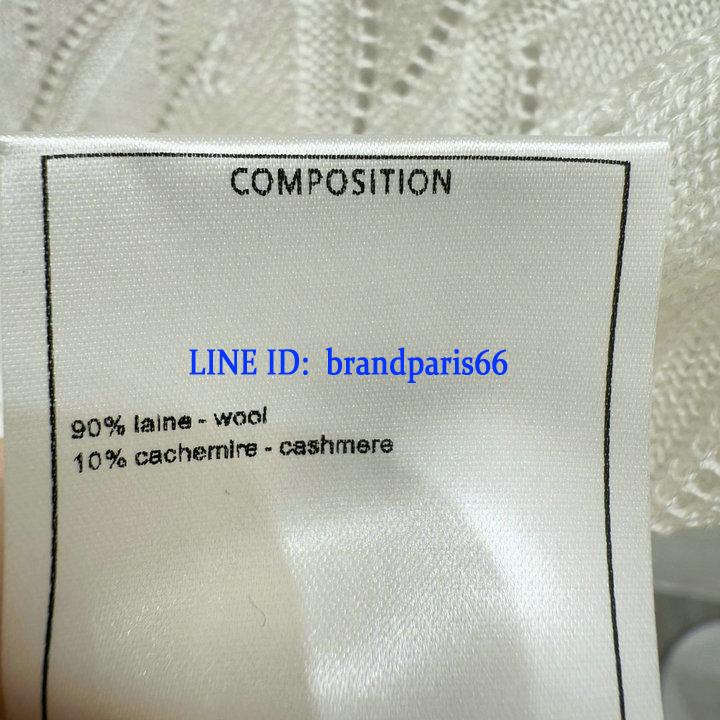 COMPOSITION
LINE ID: brandparis66
90% laine - wool
10% cachemire - cashmere